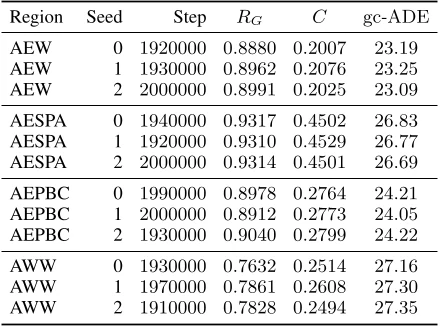 Region Seed Step R_G C gc-ADE
AEW 0 1920000 0.8880 0.2007 23.19
AEW 1 1930000 0.8962 0.2076 23.25
AEW 2 2000000 0.8991 0.2025 23.09
AESPA 0 1940000 0.9317 0.4502 26.83
AESPA 1 1920000 0.9310 0.4529 26.77
AESPA 2 2000000 0.9314 0.4501 26.69
AEPBC 0 1990000 0.8978 0.2764 24.21
AEPBC 1 2000000 0.8912 0.2773 24.05
AEPBC 2 1930000 0.9040 0.2799 24.22
AWW 0 1930000 0.7632 0.2514 27.16
AWW 1 1970000 0.7861 0.2608 27.30
AWW 2 1910000 0.7828 0.2494 27.35